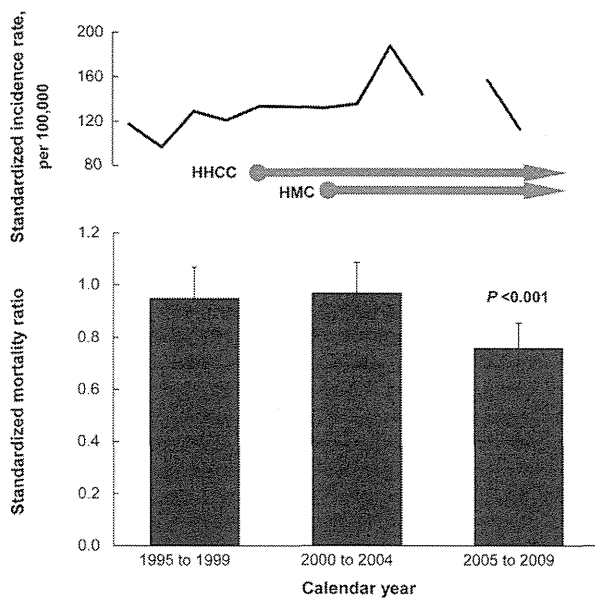 Standardized incidence rate,
per 100,000
200
160
120
80
HHCC
HMC
Standardized mortality ratio
1.2
1.0
0.8
0.6
0.4
0.2
0.0
P <0.001
1995 to 1999
2000 to 2004
2005 to 2009
Calendar year